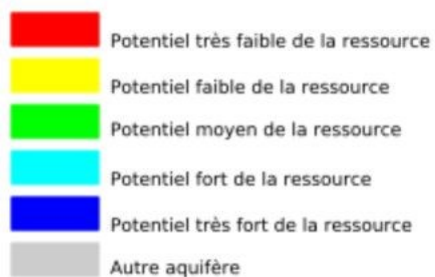 Potentiel très faible de la ressource
Potentiel faible de la ressource
Potentiel moyen de la ressource
Potentiel fort de la ressource
Potentiel très fort de la ressource
Autre aquifère